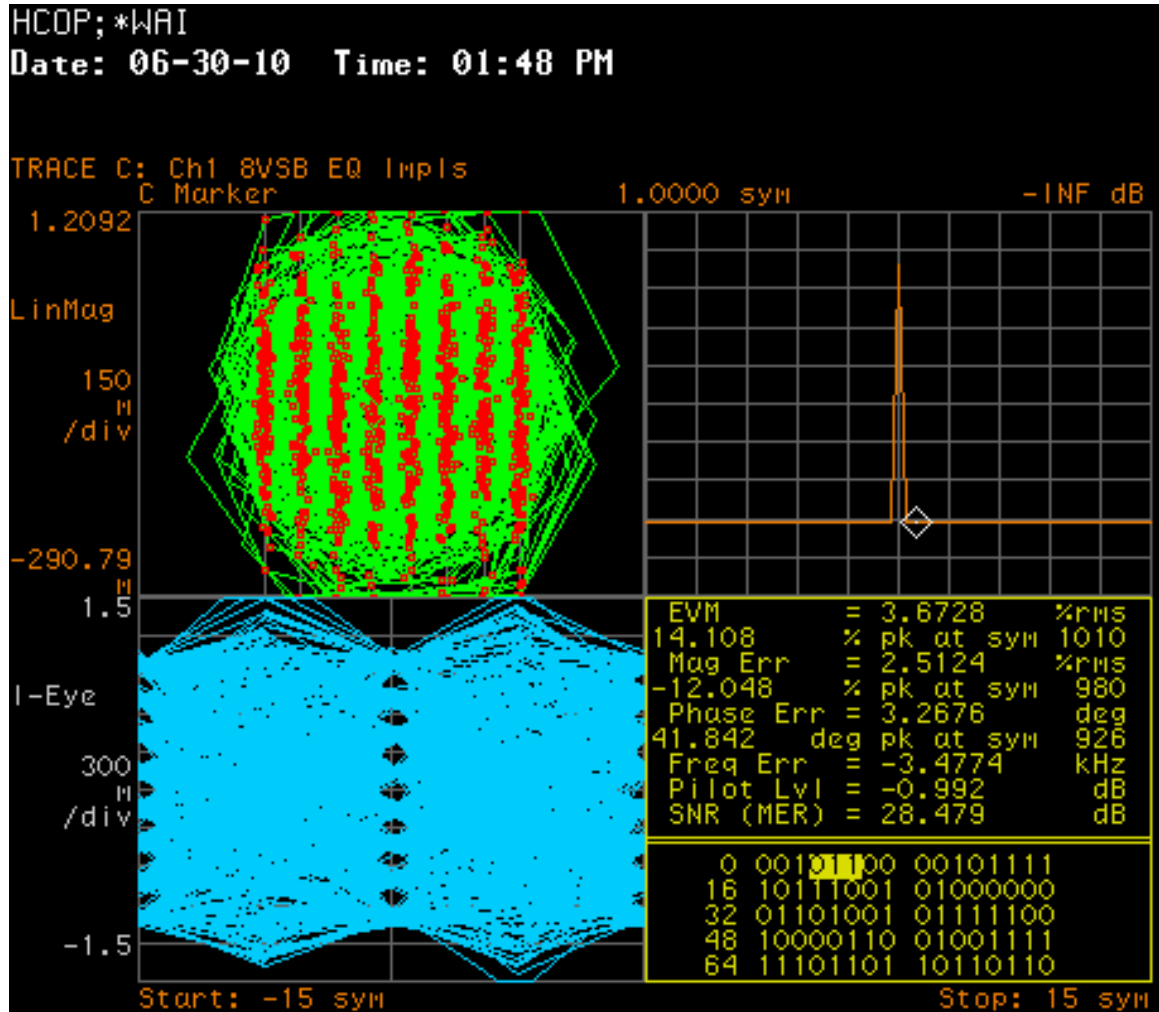 HCOP;*WAI
Date: 06-30-10 Time: 01:48 PM
TRACE C: Ch1 8VSB EQ Impls
C Marker 1.0000 sym -INF dB
1.2092
LinMag
150
m
/div
-290.79
m
1.5
I-Eye
300
m
/div
-1.5
EVM = 3.6728 %rms
14.108 % pk at sym 1010
Mag Err = 2.5124 %rms
-12.048 % pk at sym 980
Phase Err = 3.2676 deg
41.842 deg pk at sym 926
Freq Err = -3.4774 kHz
Pilot Lvl = -0.992 dB
SNR (MER) = 28.479 dB
0 00101100 00101111
16 10111001 01000000
32 01101001 01111100
48 10000110 01001111
64 11101101 10110110
Start: -15 sym Stop: 15 sym